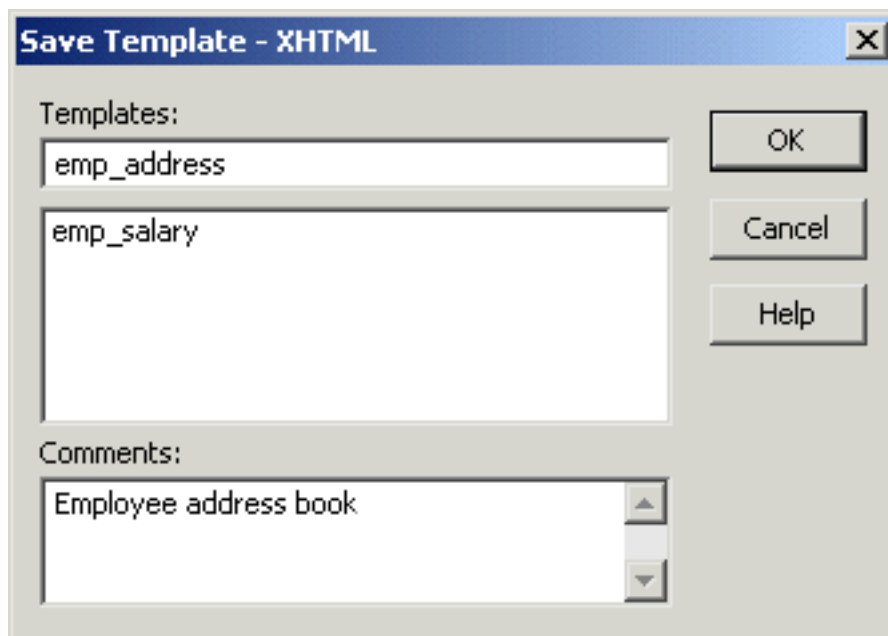 Save Template - XHTML
Templates:
emp_address
OK
emp_salary
Cancel
Help
Comments:
Employee address book